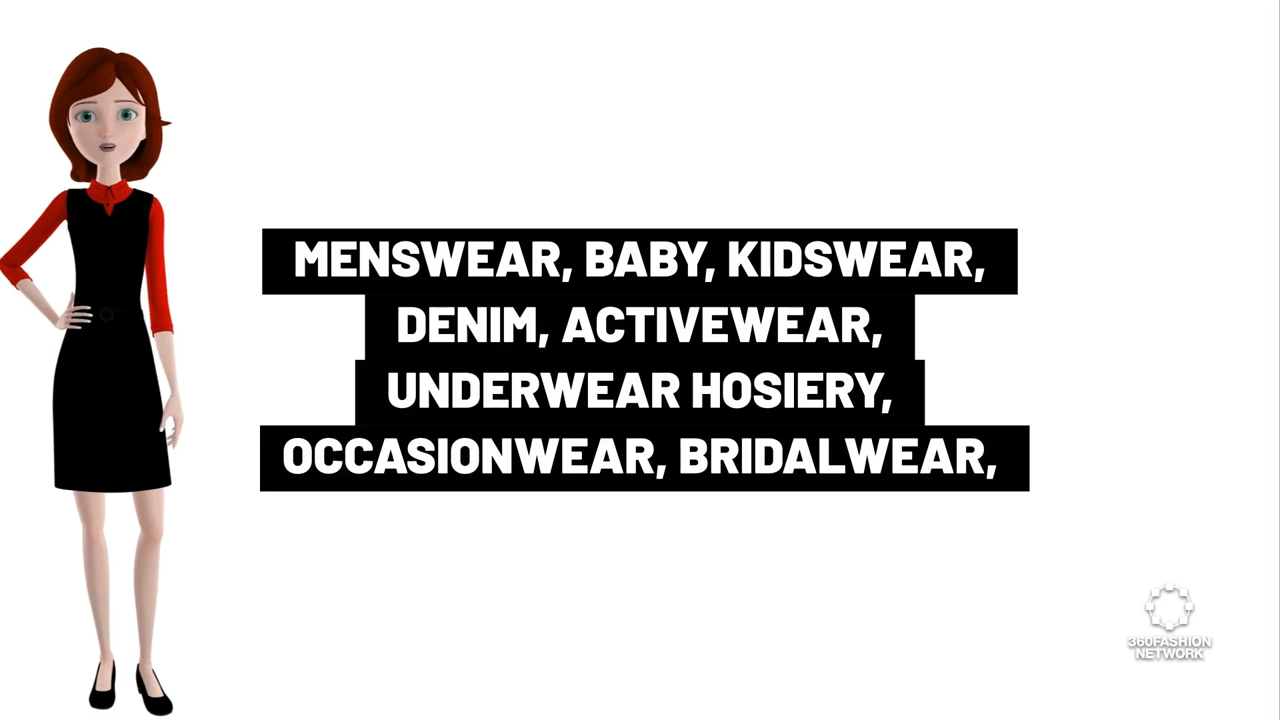 MENSWEAR, BABY, KIDSWEAR,
DENIM, ACTIVEWEAR,
UNDERWEAR HOSIERY,
OCCASIONWEAR, BRIDALWEAR,
360FASHION
NETWORK